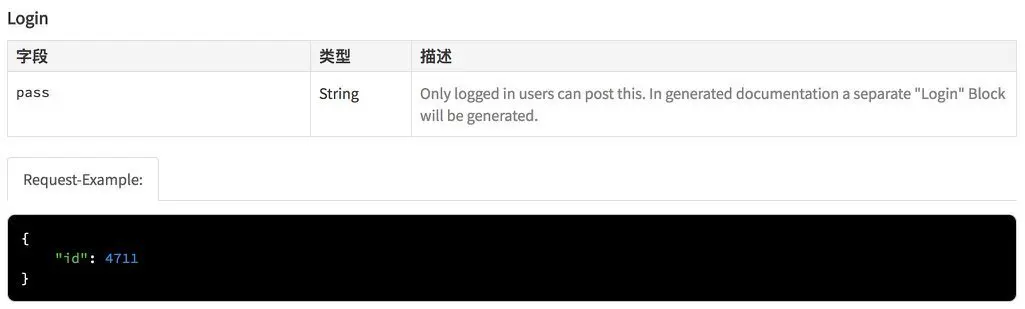 Login
字段 类型 描述
pass String Only logged in users can post this. In generated documentation a separate "Login" Block
will be generated.
Request-Example:
{
    "id": 4711
}